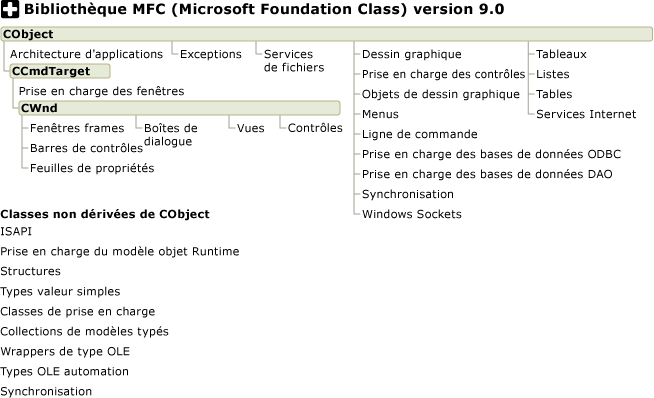 Bibliothèque MFC (Microsoft Foundation Class) version 9.0
CObject
Architecture d'applications
Exceptions
Services
de fichiers
CCmdTarget
Prise en charge des fenêtres
CWnd
Fenêtres frames
Barres de contrôles
Feuilles de propriétés
Boîtes de
dialogue
Vues
Contrôles
Dessin graphique
Prise en charge des contrôles
Objets de dessin graphique
Menus
Ligne de commande
Prise en charge des bases de données ODBC
Prise en charge des bases de données DAO
Synchronisation
Windows Sockets
Tableaux
Listes
Tables
Services Internet
Classes non dérivées de CObject
ISAPI
Prise en charge du modèle objet Runtime
Structures
Types valeur simples
Classes de prise en charge
Collections de modèles typés
Wrappers de type OLE
Types OLE automation
Synchronisation